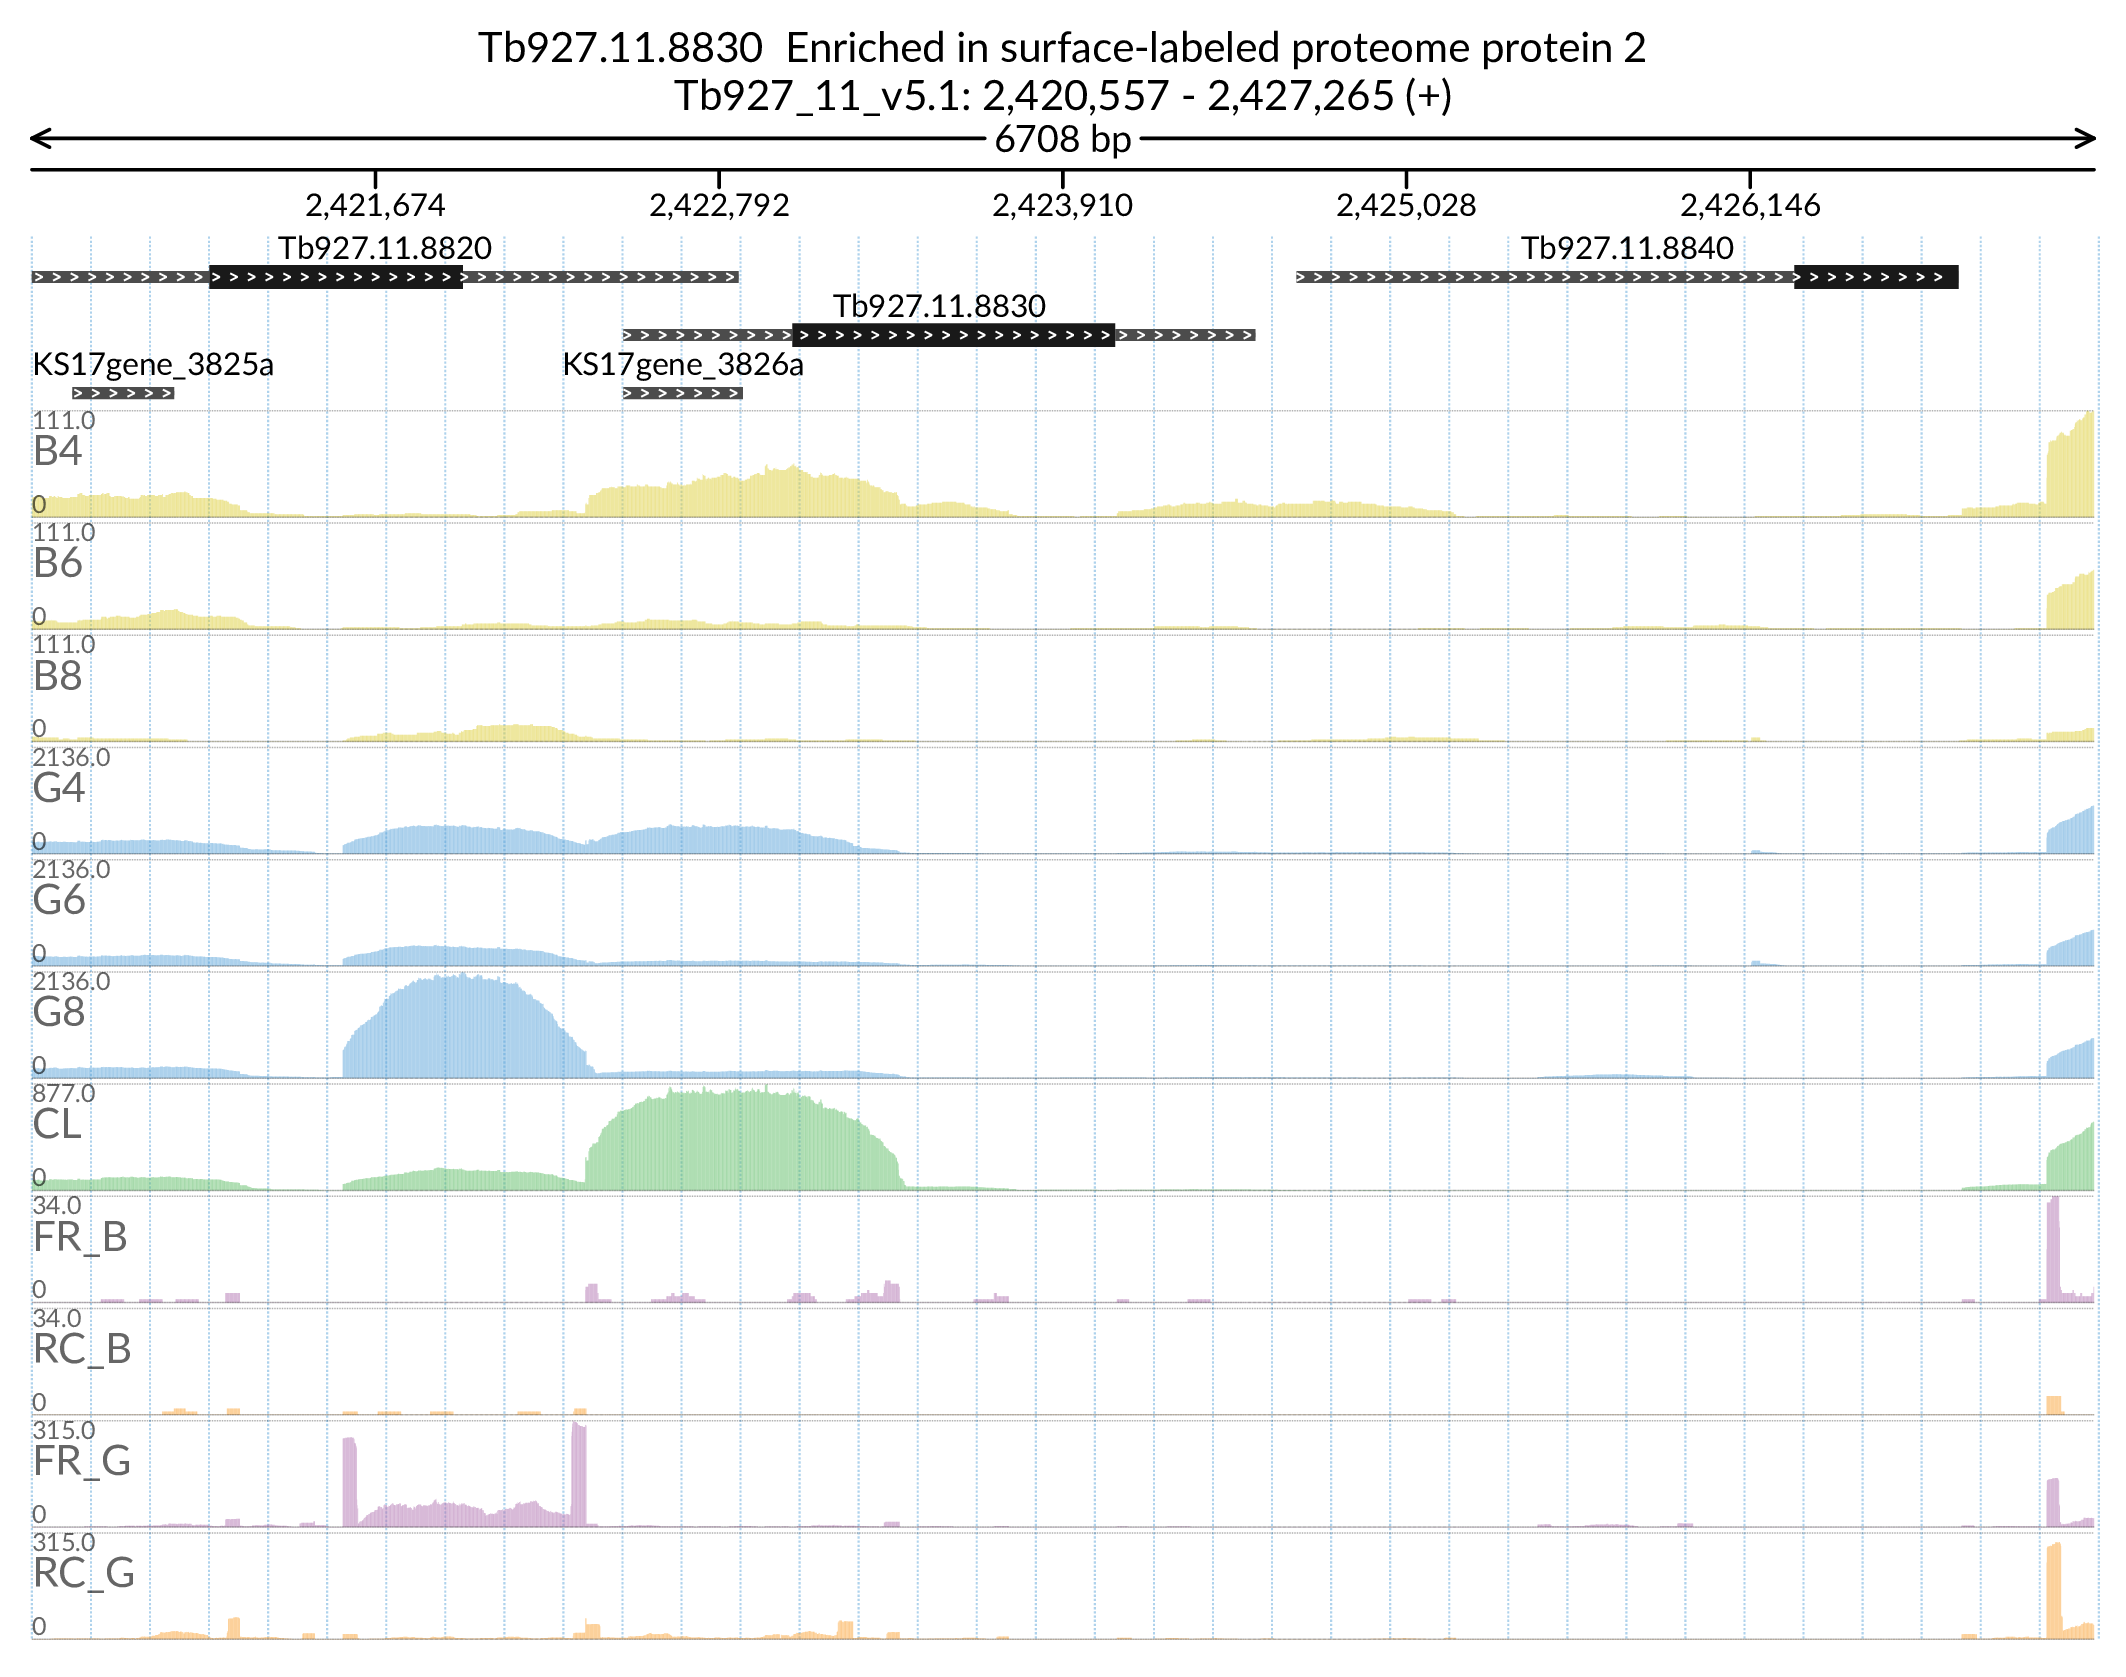 Tb927.11.8830  Enriched in surface-labeled proteome protein 2
Tb927_11_v5.1: 2,420,557 - 2,427,265 (+)
6708 bp
2,421,674 2,422,792 2,423,910 2,425,028 2,426,146
Tb927.11.8820 Tb927.11.8840
Tb927.11.8830
KS17gene_3825a KS17gene_3826a
111.0
B4
0
111.0
B6
0
111.0
B8
0
2136.0
G4
0
2136.0
G6
0
2136.0
G8
0
877.0
CL
0
34.0
FR_B
0
34.0
RC_B
0
315.0
FR_G
0
315.0
RC_G
0